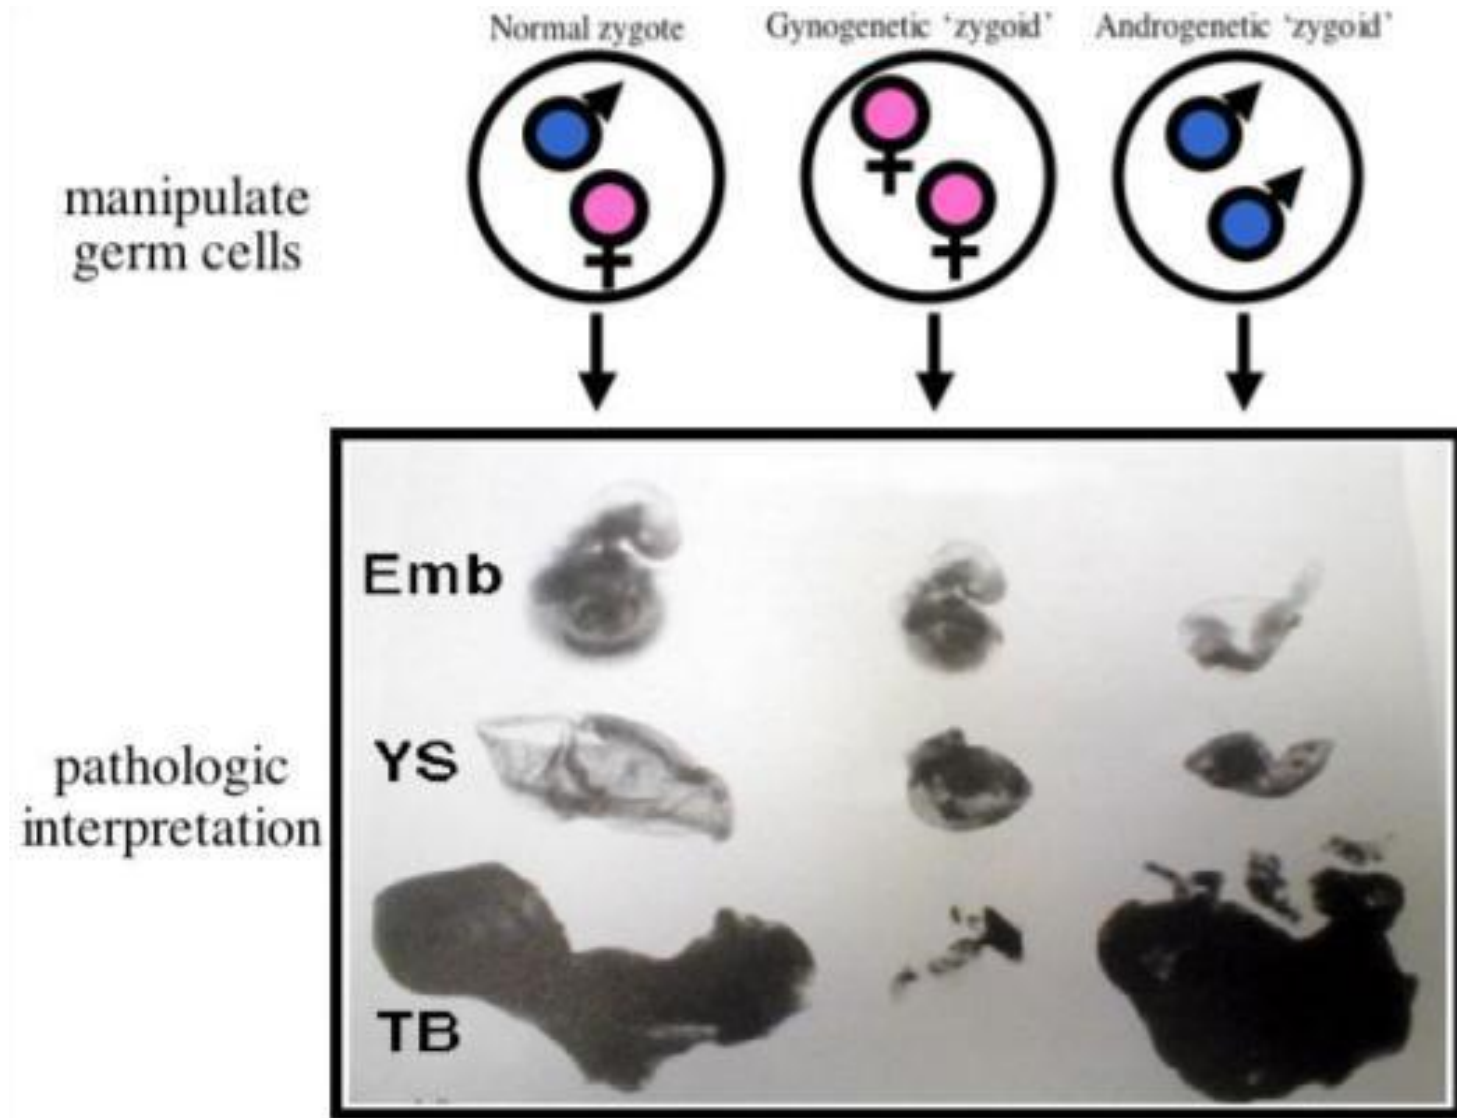 Normal zygote
Gynogenetic ‘zygoid’
Androgenetic ‘zygoid’
manipulate
germ cells
Emb
YS
TB
pathologic
interpretation